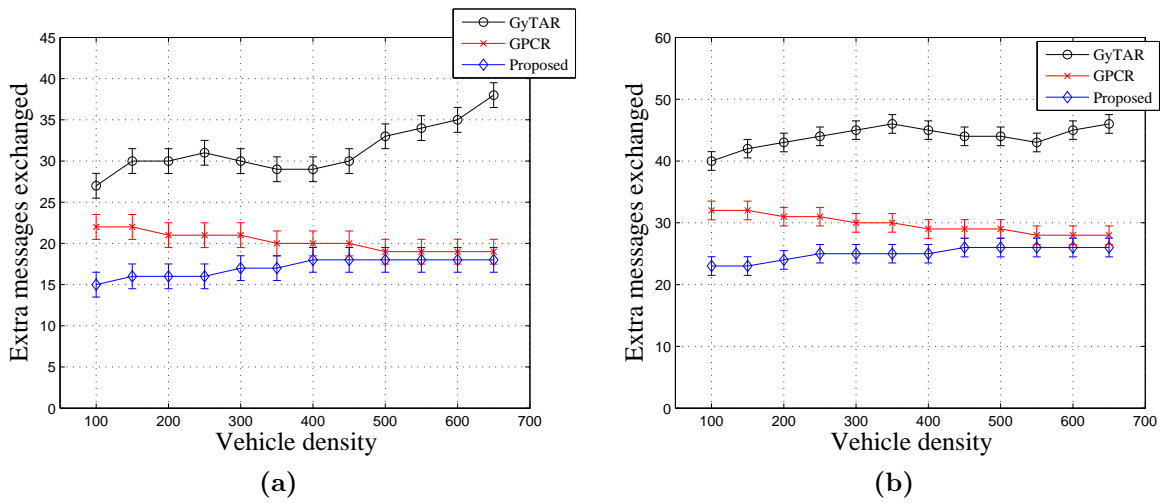 GyTAR
GPCR
Proposed
45
40
35
30
25
20
15
10
5
0
Extra messages exchanged
100 200 300 400 500 600 700
Vehicle density
(a)
GyTAR
GPCR
Proposed
60
50
40
30
20
10
0
Extra messages exchanged
100 200 300 400 500 600 700
Vehicle density
(b)